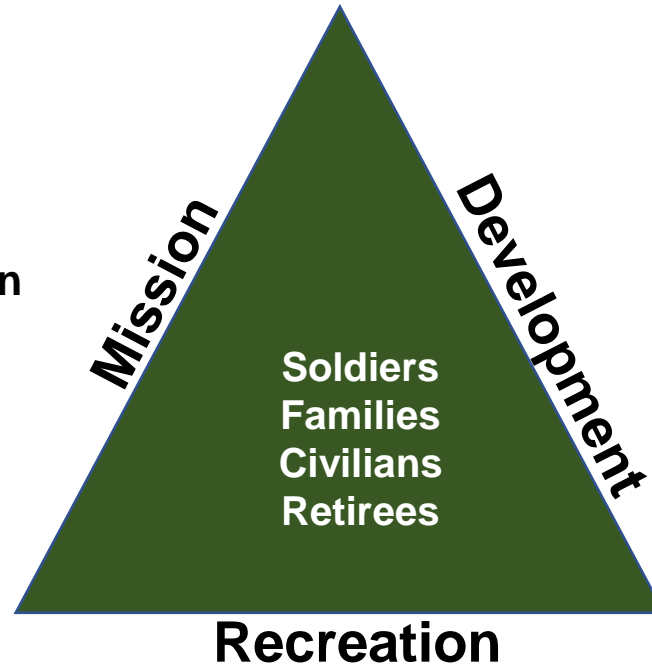 Mission
Development
n
Soldiers
Families
Civilians
Retirees
Recreation